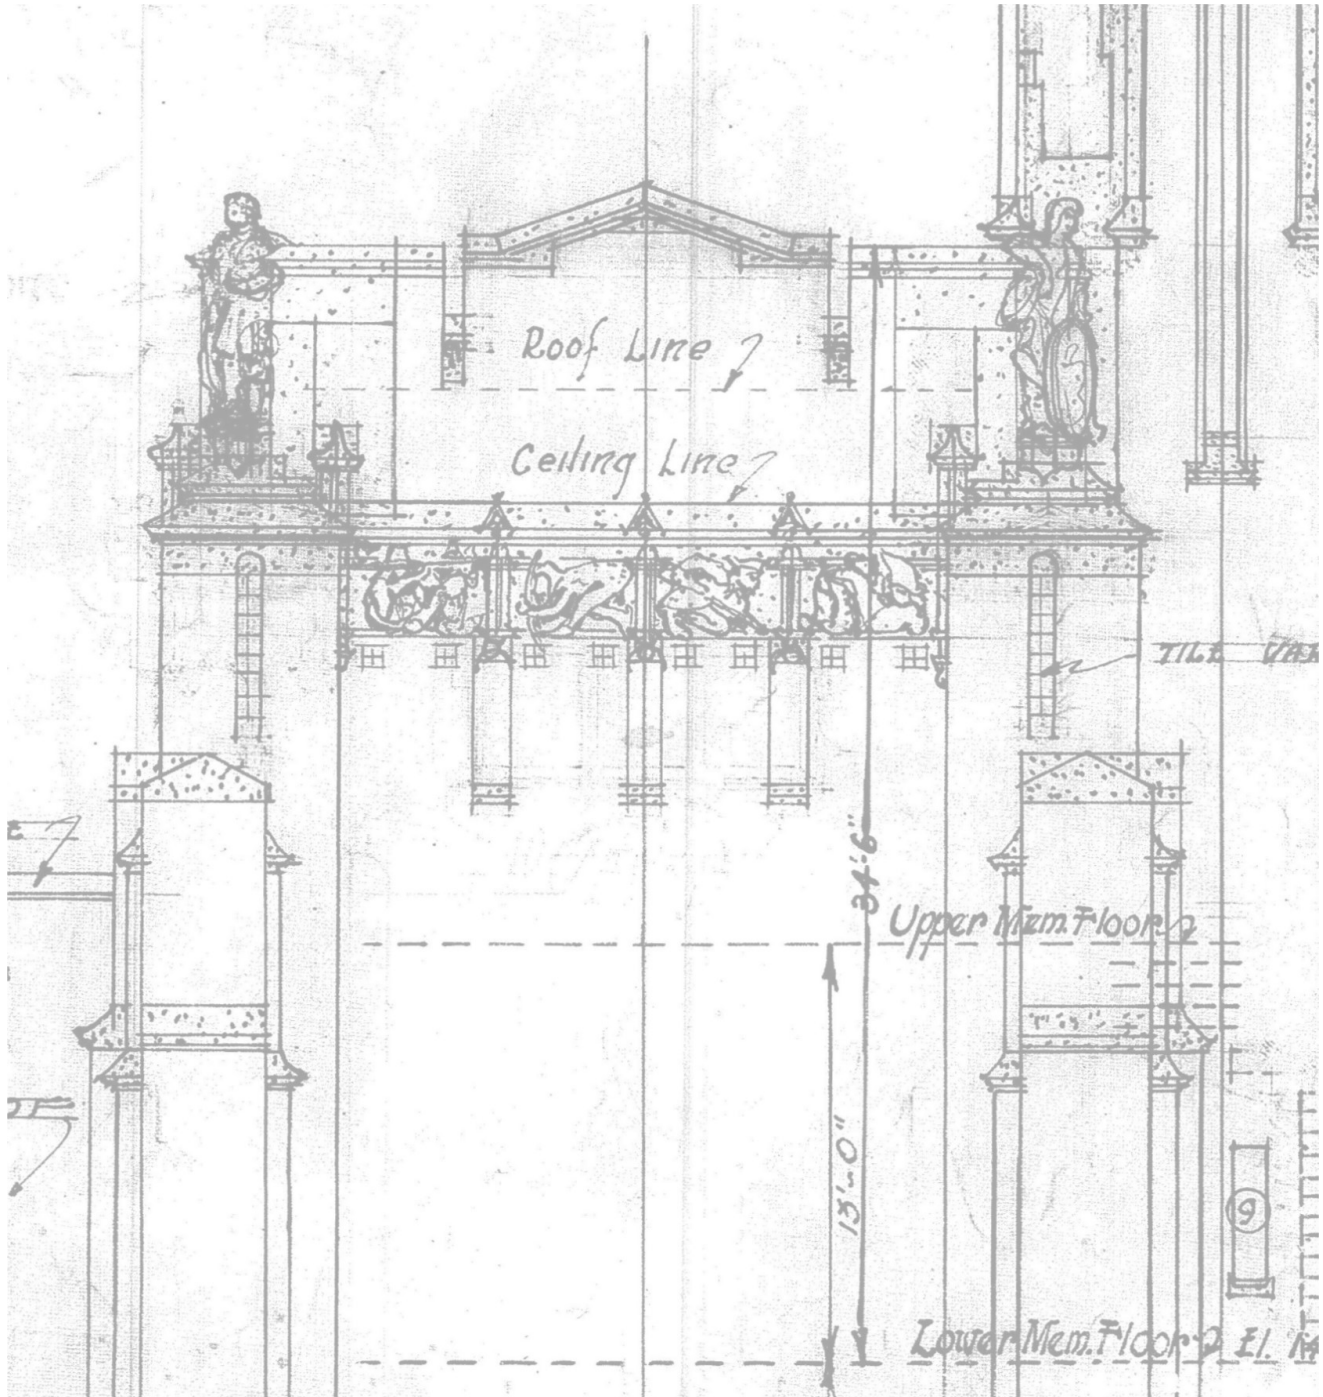 Roof Line
Ceiling Line
TILE
34'-6"
Upper Mem. Floor
13'-0"
9
Lower Mem. Floor El.